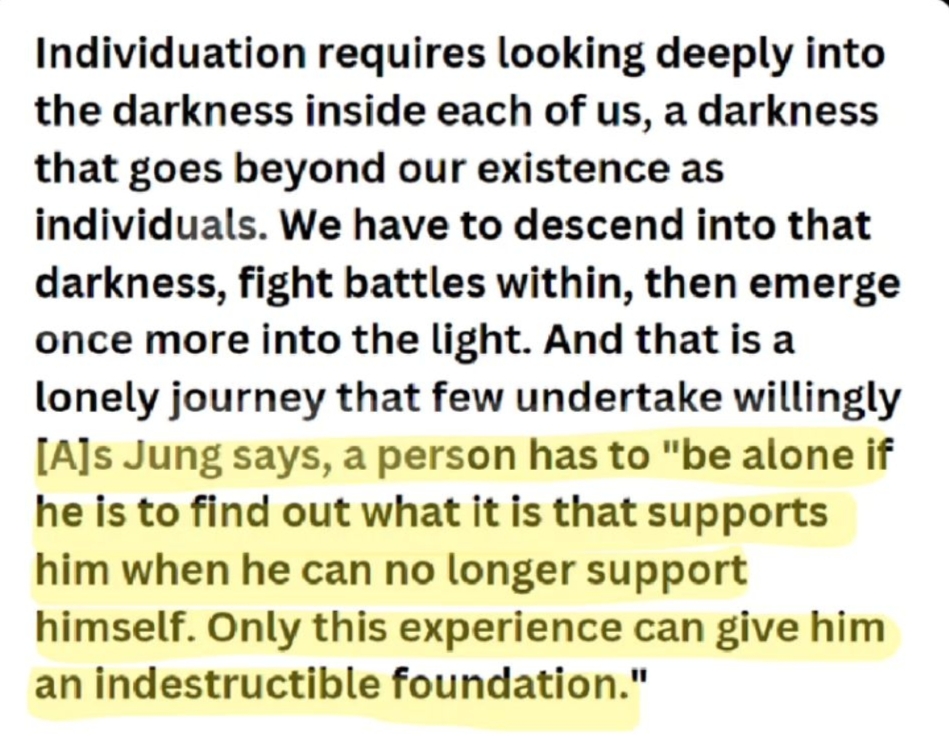 Individuation requires looking deeply into
the darkness inside each of us, a darkness
that goes beyond our existence as
individuals. We have to descend into that
darkness, fight battles within, then emerge
once more into the light. And that is a
lonely journey that few undertake willingly
[A]s Jung says, a person has to "be alone if
he is to find out what it is that supports
him when he can no longer support
himself. Only this experience can give him
an indestructible foundation."